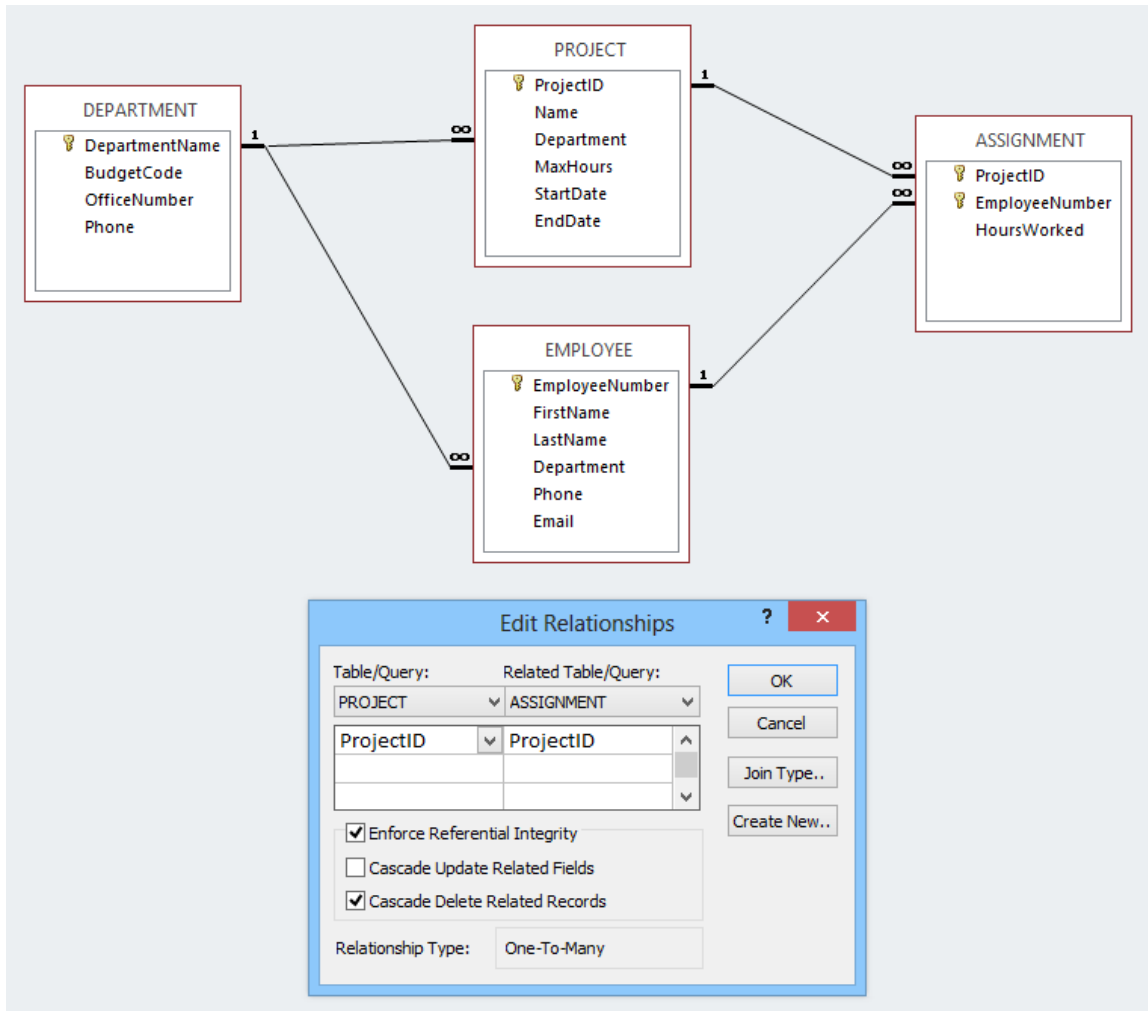 DEPARTMENT
DepartmentName
BudgetCode
OfficeNumber
Phone
1
∞
∞
PROJECT
ProjectID
Name
Department
MaxHours
StartDate
EndDate
1
∞
∞
ASSIGNMENT
ProjectID
EmployeeNumber
HoursWorked
EMPLOYEE
EmployeeNumber
FirstName
LastName
Department
Phone
Email
1
Edit Relationships ?
Table/Query: Related Table/Query:
PROJECT ASSIGNMENT
ProjectID ProjectID
OK
Cancel
Join Type..
Create New..
Enforce Referential Integrity
Cascade Update Related Fields
Cascade Delete Related Records
Relationship Type: One-To-Many